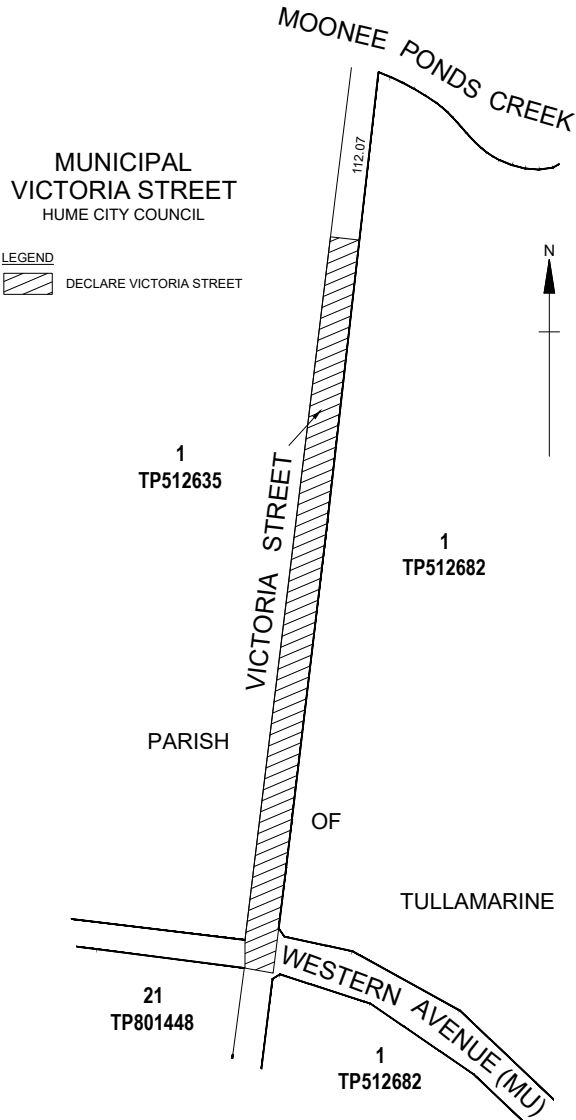 MOONEE PONDS CREEK
112.07
MUNICIPAL
VICTORIA STREET
HUME CITY COUNCIL
LEGEND
DECLARE VICTORIA STREET
N
1
TP512635
VICTORIA STREET
1
TP512682
PARISH
OF
TULLAMARINE
WESTERN AVENUE (MU)
21
TP801448
1
TP512682